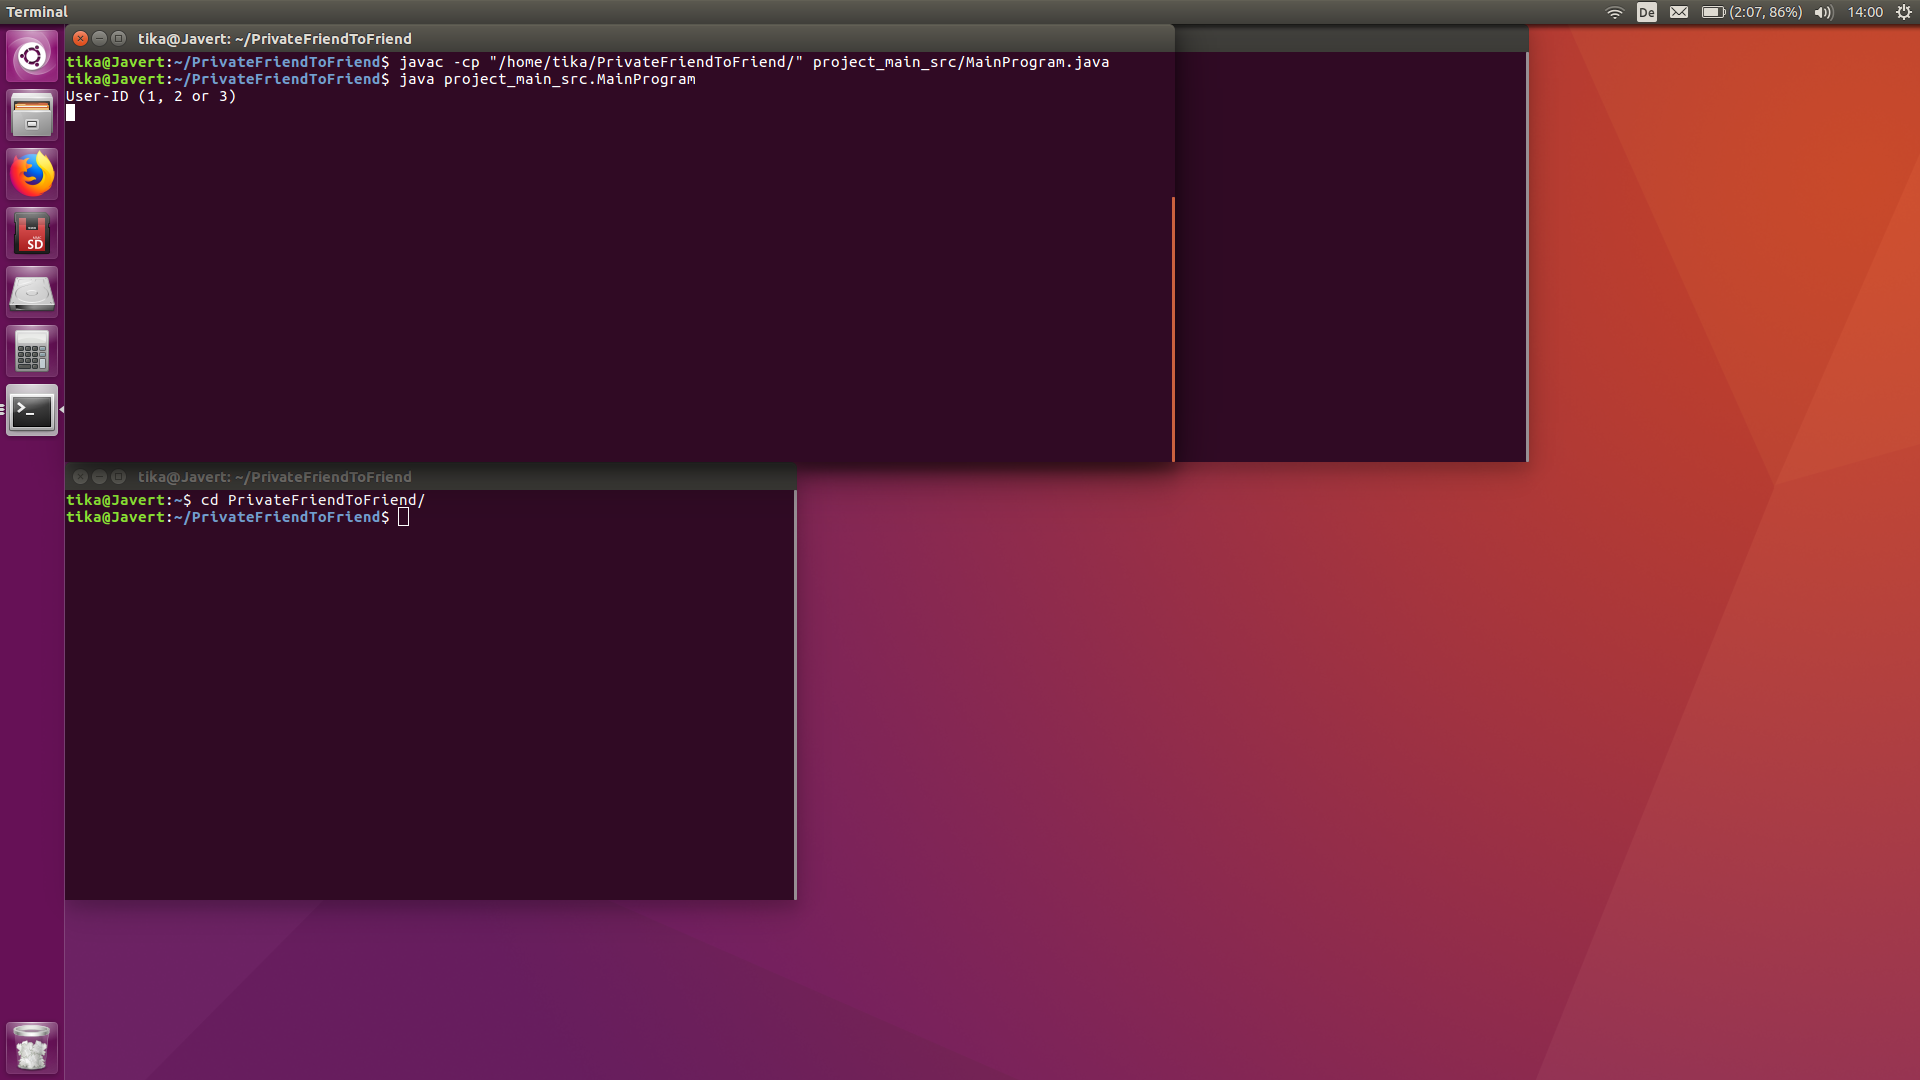 Terminal
De
(2:07, 86%)
14:00
tika@Javert: ~/PrivateFriendToFriend
tika@Javert:~/PrivateFriendToFriend$ javac -cp "/home/tika/PrivateFriendToFriend/" project_main_src/MainProgram.java
tika@Javert:~/PrivateFriendToFriend$ java project_main_src.MainProgram
User-ID (1, 2 or 3)
SD
>_
tika@Javert: ~/PrivateFriendToFriend
tika@Javert:~$ cd PrivateFriendToFriend/
tika@Javert:~/PrivateFriendToFriend$